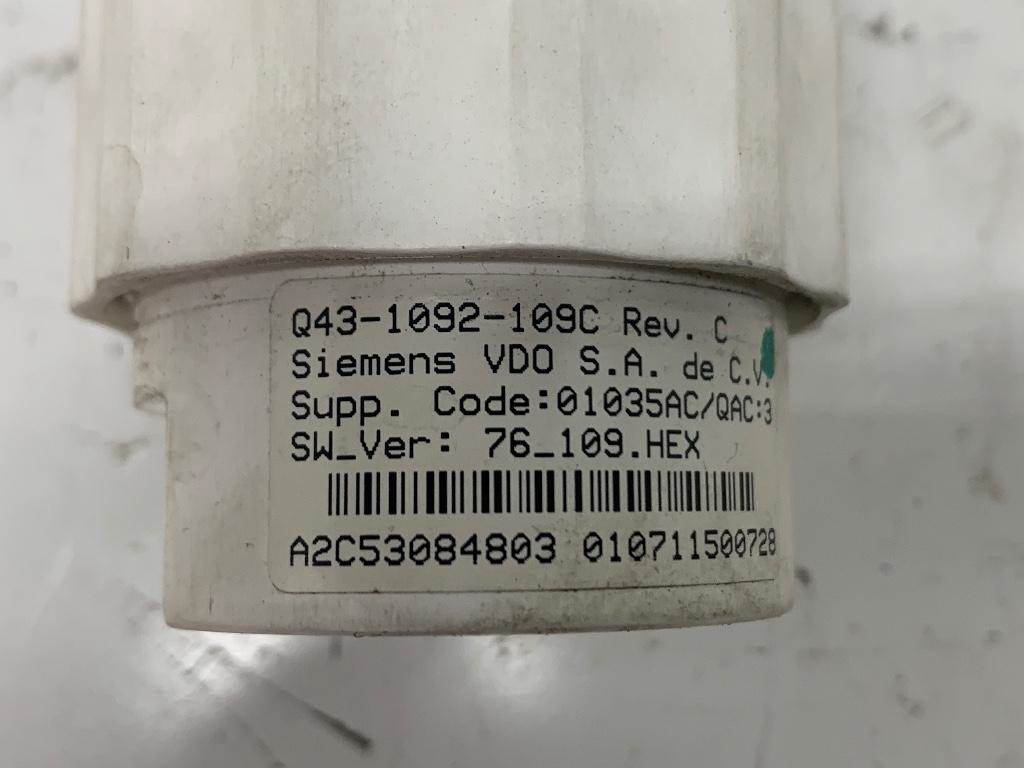 Q43-1092-109C Rev. C
Siemens VDO S.A. de C.V.
Supp. Code:01035AC/QAC:3
SW_Ver: 76_109.HEX
A2C53084803 010711500728